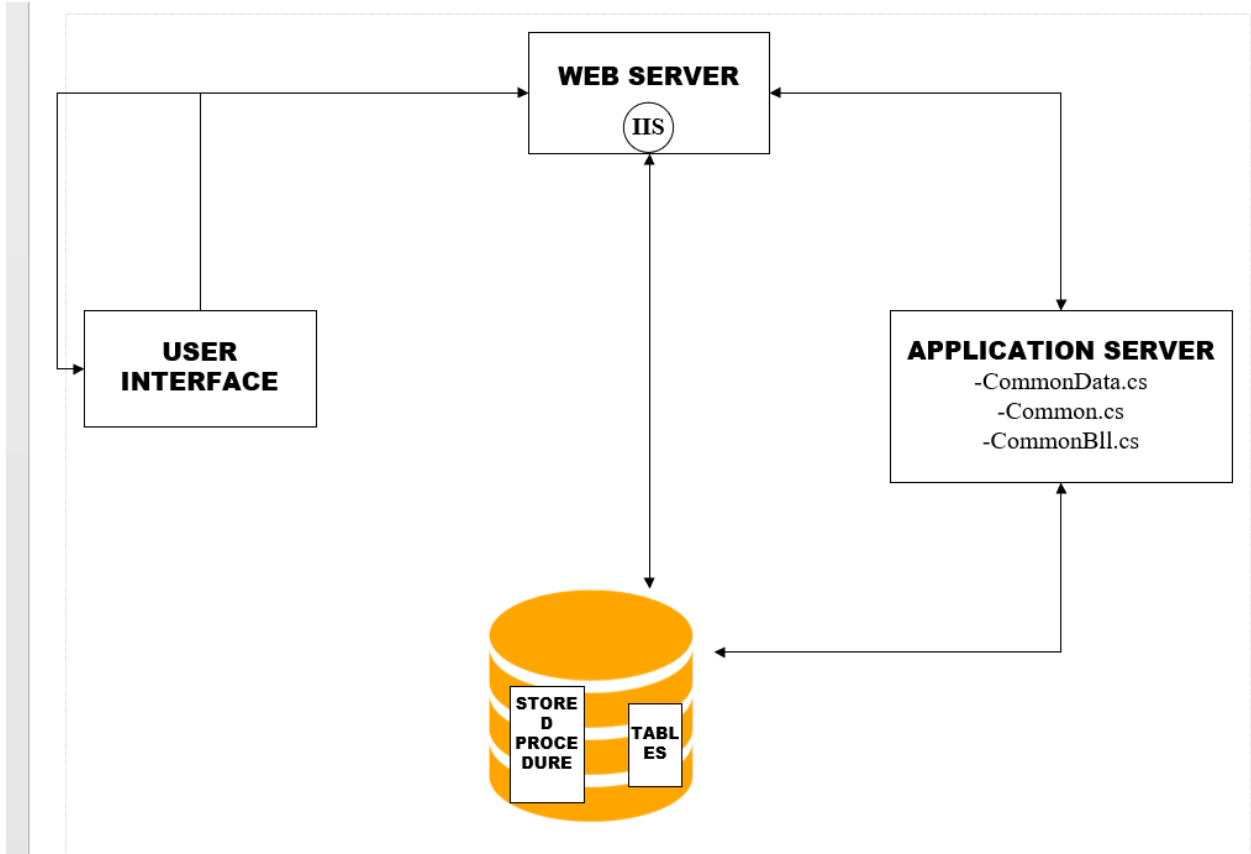 WEB SERVER
IIS
USER
INTERFACE
APPLICATION SERVER
-CommonData.cs
-Common.cs
-CommonBll.cs
STORE
D
PROCE
DURE
TABL
ES